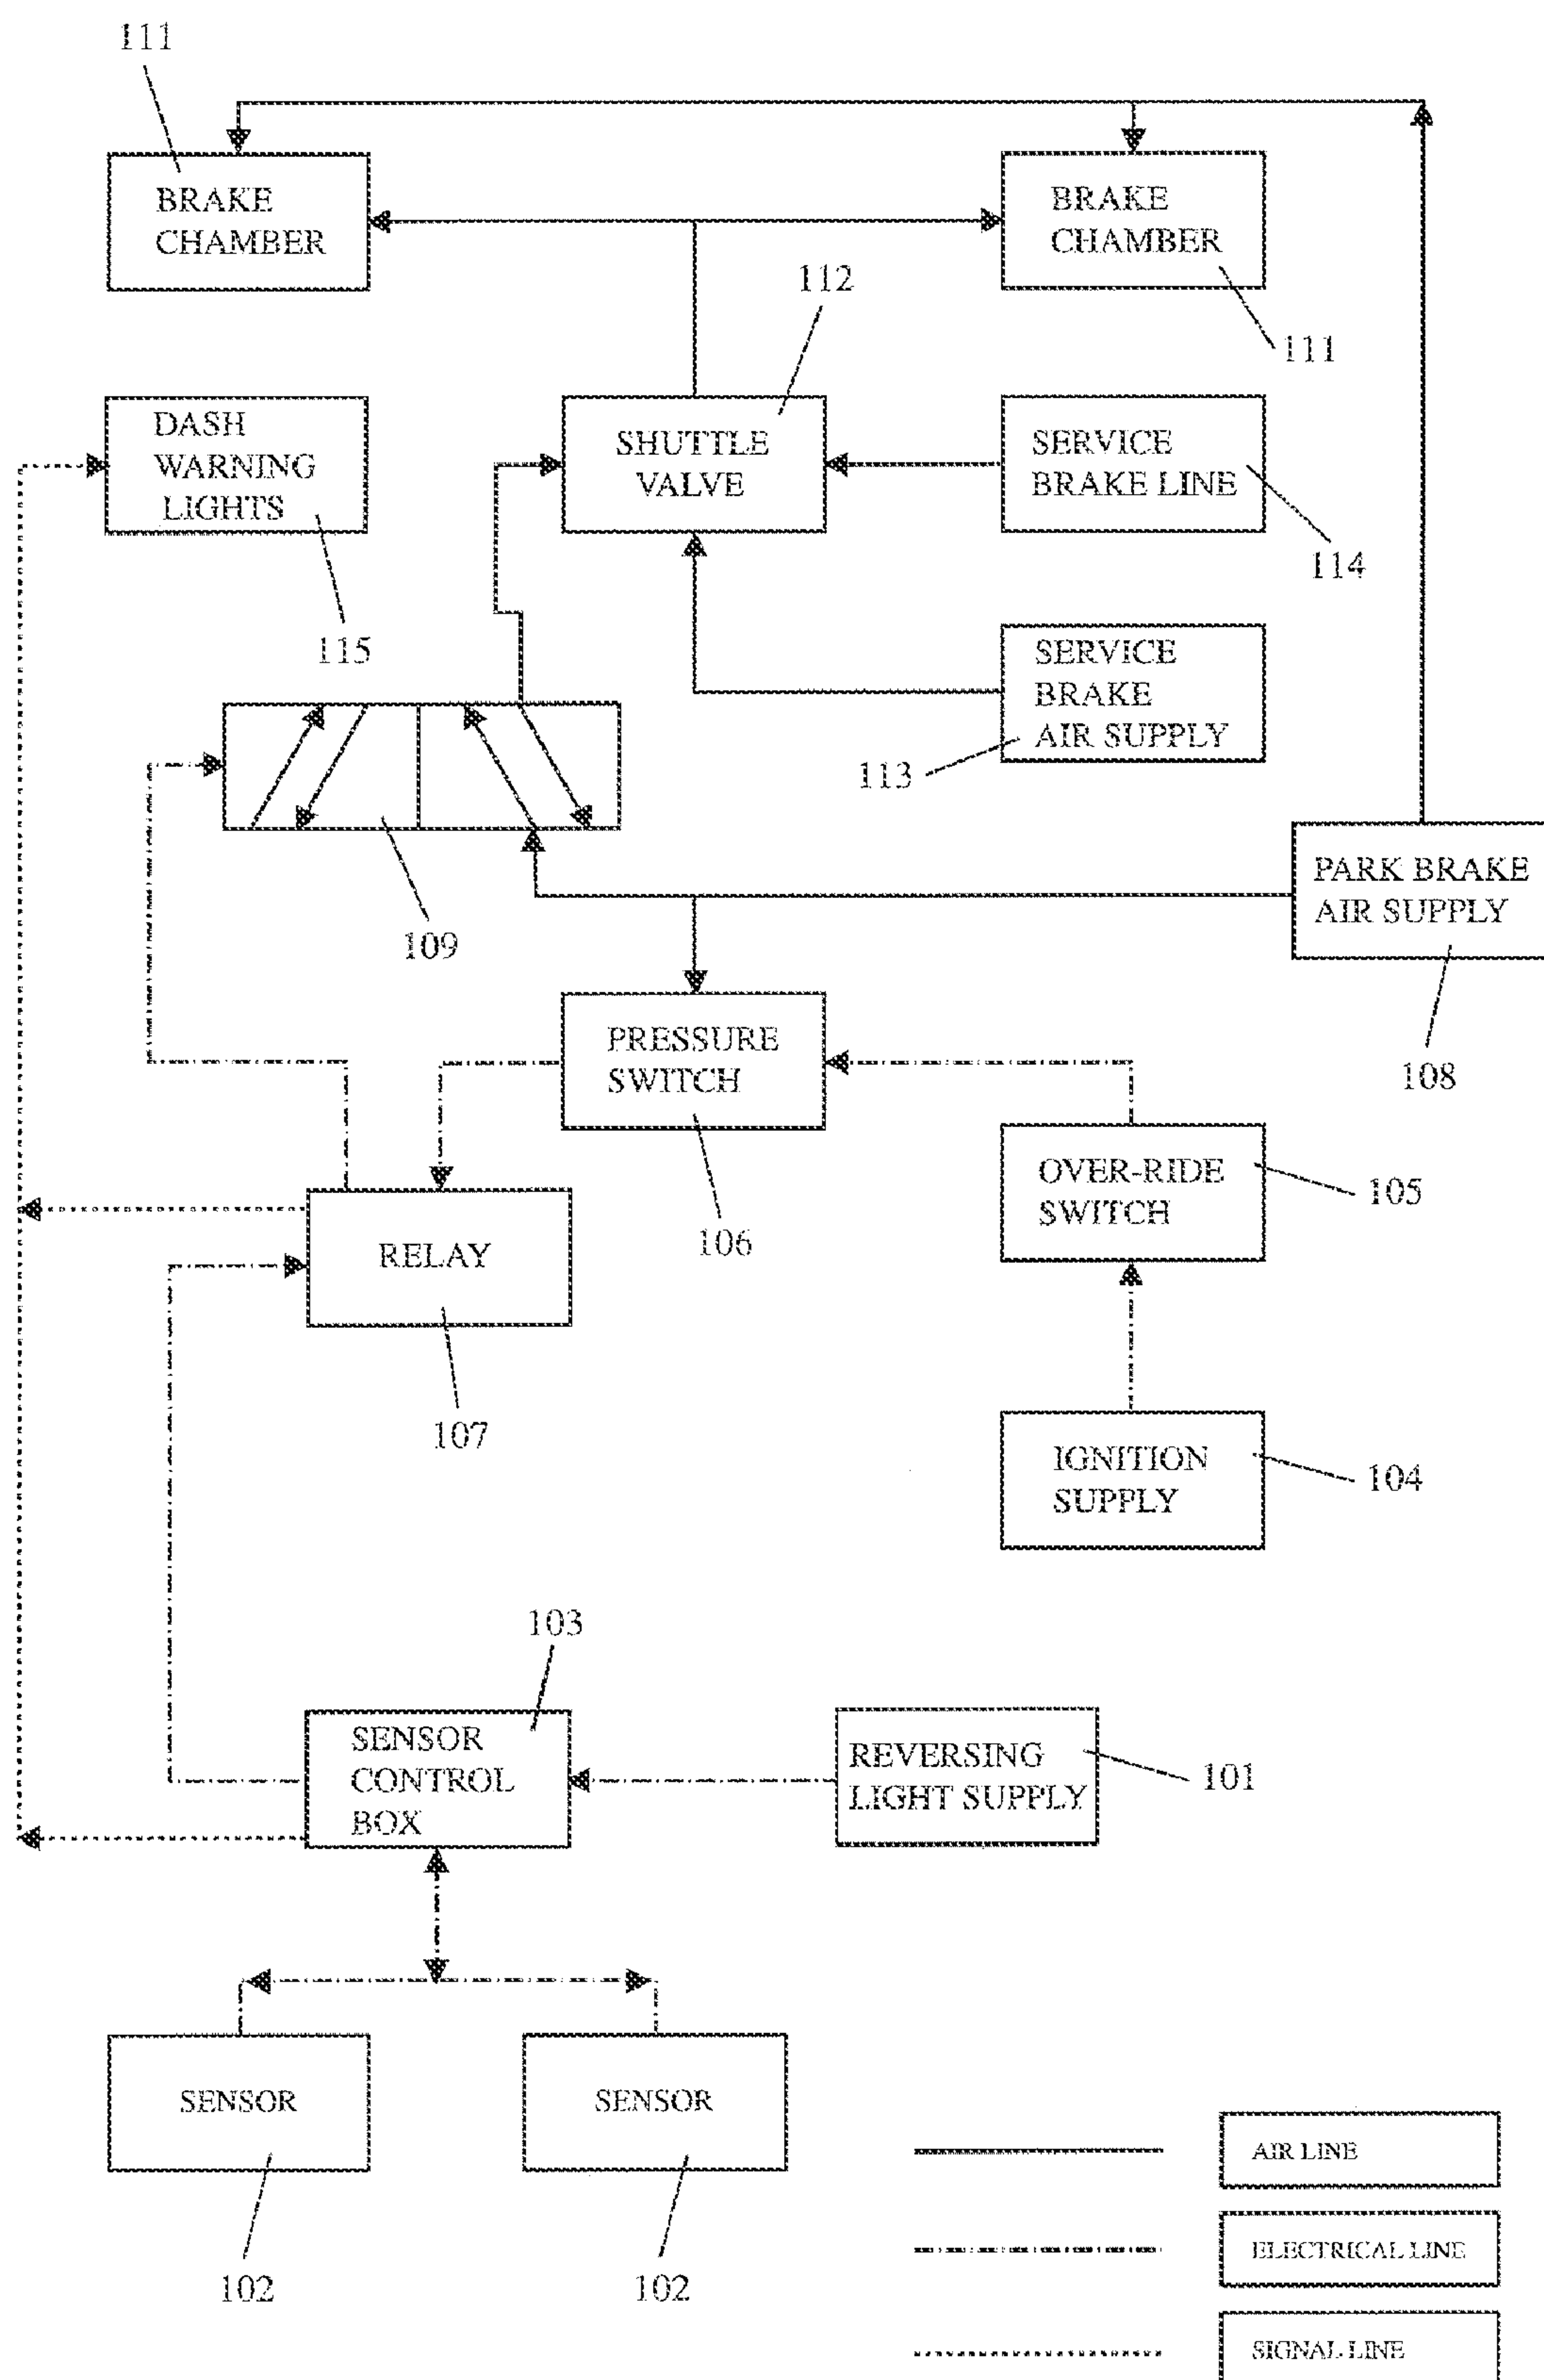 111
BRAKE
CHAMBER
BRAKE
CHAMBER
112
111
DASH
WARNING
LIGHTS
SHUTTLE
VALVE
SERVICE
BRAKE LINE
114
115
SERVICE
BRAKE
AIR SUPPLY
113
PARK BRAKE
AIR SUPPLY
109
PRESSURE
SWITCH
108
OVER-RIDE
SWITCH
105
106
RELAY
107
IGNITION
SUPPLY
104
103
SENSOR
CONTROL
BOX
REVERSING
LIGHT SUPPLY
101
SENSOR
SENSOR
102
102
AIR LINE
ELECTRICAL LINE
SIGNAL LINE